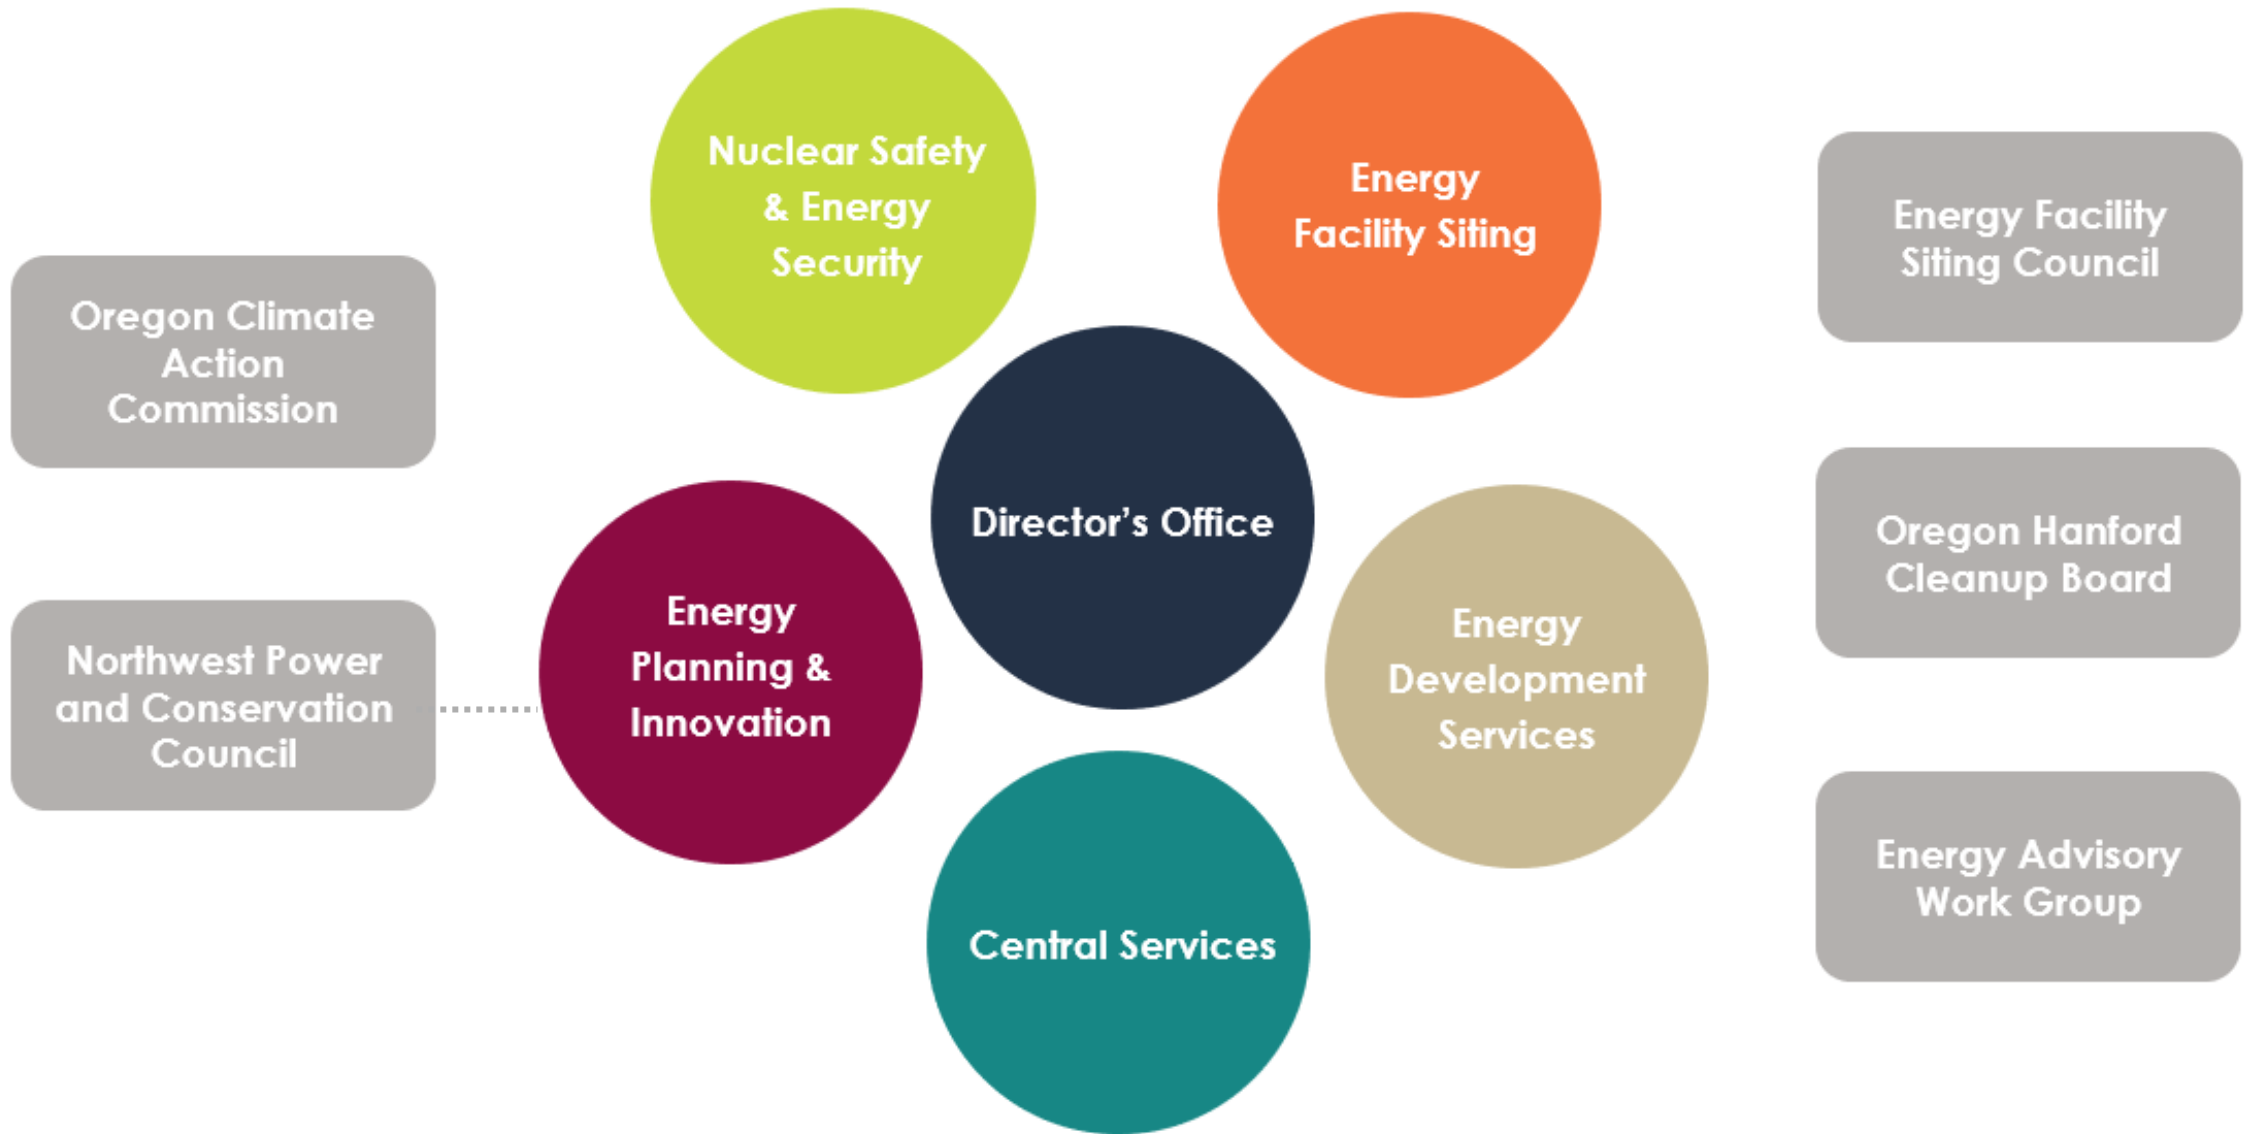 Nuclear Safety
& Energy
Security
Energy
Facility Siting
Energy Facility
Siting Council
Oregon Climate
Action
Commission
Director's Office
Oregon Hanford
Cleanup Board
Energy
Planning &
Innovation
Energy
Development
Services
Northwest Power
and Conservation
Council
Central Services
Energy Advisory
Work Group